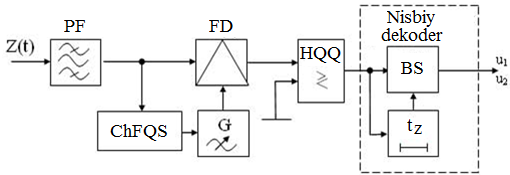 Nisbiy
dekoder
PF
FD
Z(t)
HQQ
≥
BS
u1
u2
ChFQS
G
tZ